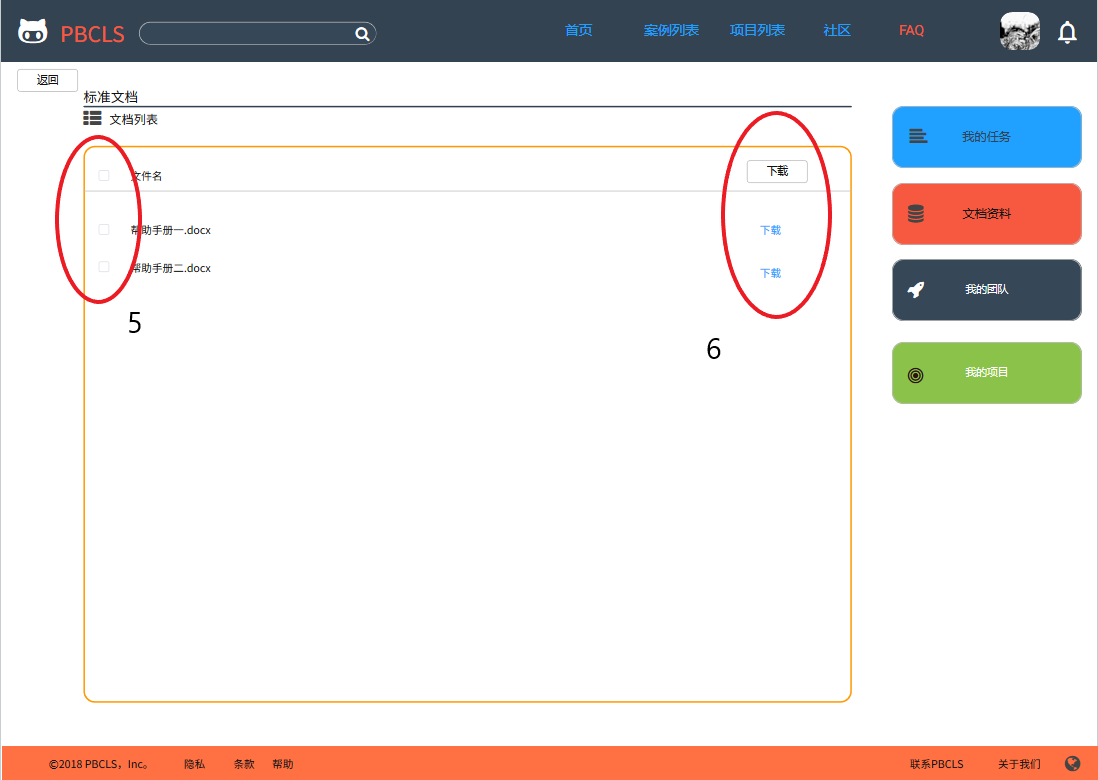 PBCLS
首页 案例列表 项目列表 社区 FAQ
返回
标准文档
文档列表
文件名 下载
帮助手册一.docx 下载
帮助手册二.docx 下载
5
6
我的任务
文档资料
我的团队
我的项目
©2018 PBCLS，Inc。 隐私 条款 帮助 联系PBCLS 关于我们